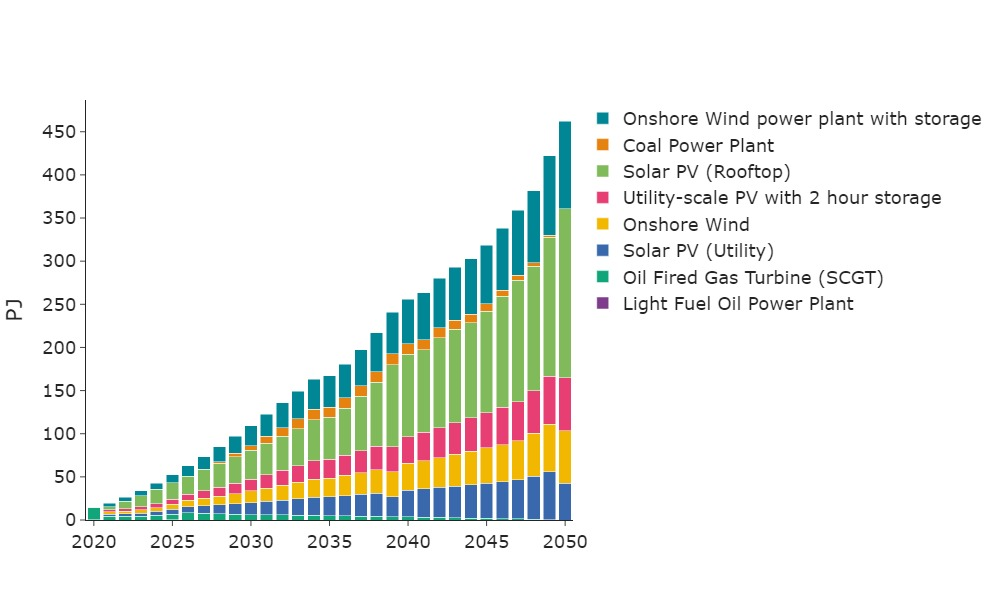 450
400
350
300
250
200
150
100
50
0
PJ
2020 2025 2030 2035 2040 2045 2050
Onshore Wind power plant with storage
Coal Power Plant
Solar PV (Rooftop)
Utility-scale PV with 2 hour storage
Onshore Wind
Solar PV (Utility)
Oil Fired Gas Turbine (SCGT)
Light Fuel Oil Power Plant